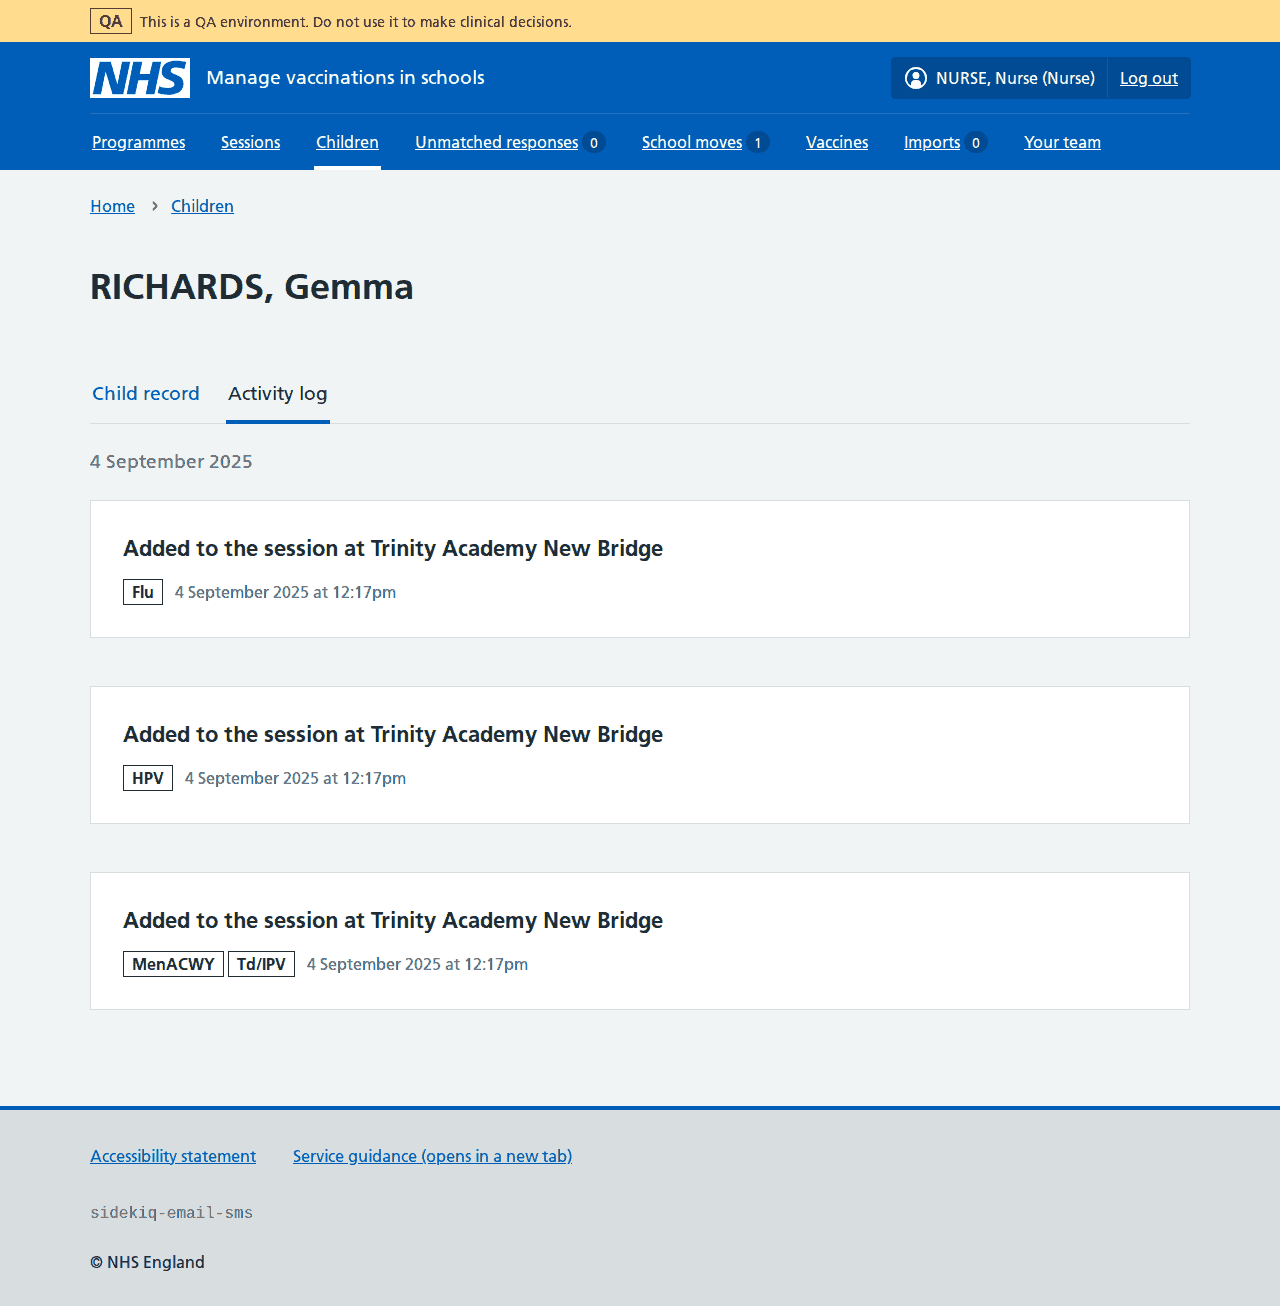 QA This is a QA environment. Do not use it to make clinical decisions.
NHS Manage vaccinations in schools NURSE, Nurse (Nurse) Log out
Programmes Sessions Children Unmatched responses 0 School moves 1 Vaccines Imports 0 Your team
Home › Children
RICHARDS, Gemma
Child record Activity log
4 September 2025
Added to the session at Trinity Academy New Bridge
Flu 4 September 2025 at 12:17pm
Added to the session at Trinity Academy New Bridge
HPV 4 September 2025 at 12:17pm
Added to the session at Trinity Academy New Bridge
MenACWY Td/IPV 4 September 2025 at 12:17pm
Accessibility statement Service guidance (opens in a new tab)
sidekiq-email-sms
© NHS England